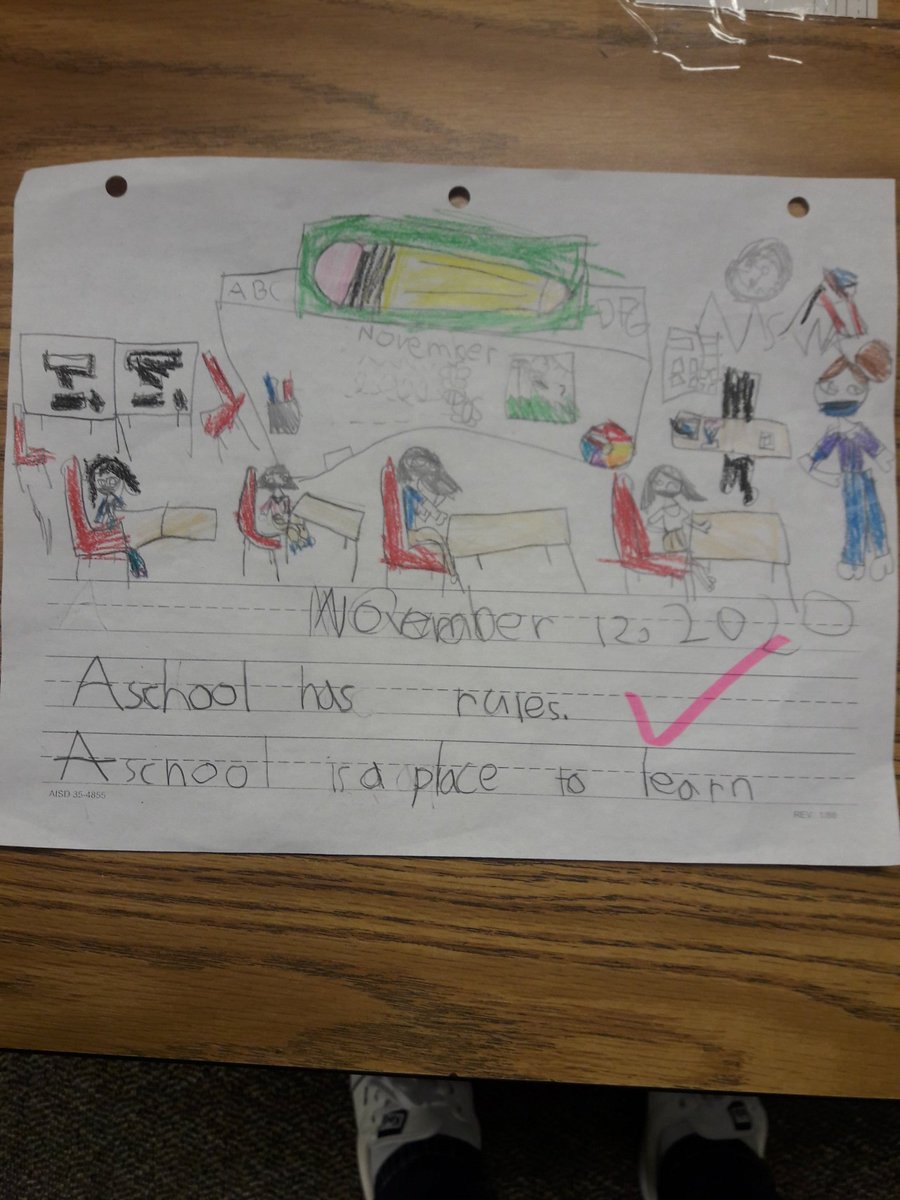 ABC
DFG
November
November 12, 2020
A school has rules.
A school is a place to learn
AISD 35-4855
REV. 1/88